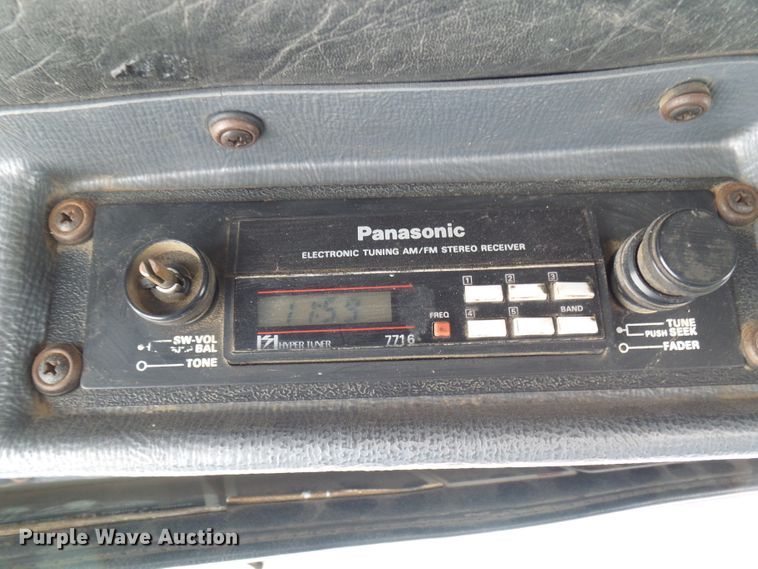 Panasonic
ELECTRONIC TUNING AM/FM STEREO RECEIVER
1 2 3
4 5 BAND
FREQ
HYPER TUNER 7716
SW-VOL
BAL
TONE
TUNE
PUSH SEEK
FADER
Purple Wave Auction